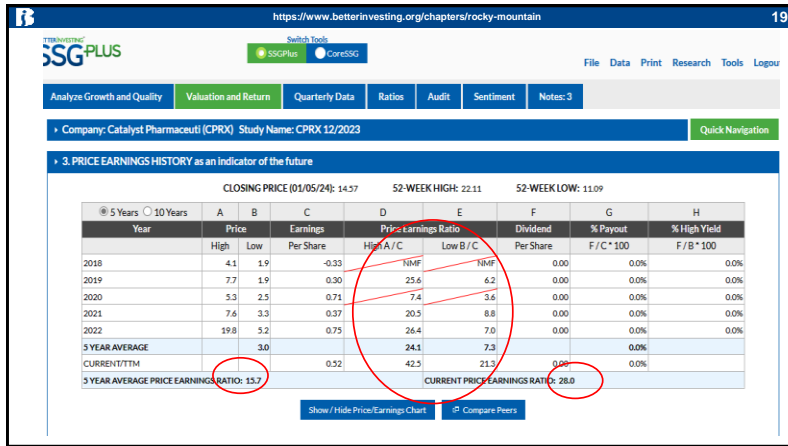 https://www.betterinvesting.org/chapters/rocky-mountain 19
Switch Tools
SSG PLUS SSGPlus CoreSSG
File Data Print Research Tools Logou
Analyze Growth and Quality Valuation and Return Quarterly Data Ratios Audit Sentiment Notes: 3
Company: Catalyst Pharmaceuti (CPRX) Study Name: CPRX 12/2023 Quick Navigation
3. PRICE EARNINGS HISTORY as an indicator of the future
CLOSING PRICE (01/05/24): 14.57 52-WEEK HIGH: 22.11 52-WEEK LOW: 11.09
5 Years 10 Years A B C D E F G H
Year Price Earnings Price Earnings Ratio Dividend % Payout % High Yield
High Low Per Share High A / C Low B / C Per Share F / C * 100 F / B * 100
2018 4.1 1.9 -0.33 NMF NMF 0.00 0.0% 0.0%
2019 7.7 1.9 0.30 25.6 6.2 0.00 0.0% 0.0%
2020 5.3 2.5 0.71 7.4 3.6 0.00 0.0% 0.0%
2021 7.6 3.3 0.37 20.5 8.8 0.00 0.0% 0.0%
2022 19.8 5.2 0.75 26.4 7.0 0.00 0.0% 0.0%
5 YEAR AVERAGE 3.0 24.1 7.3 0.0%
CURRENT/TTM 0.52 42.5 21.3 0.00 0.0%
5 YEAR AVERAGE PRICE EARNINGS RATIO: 15.7 CURRENT PRICE EARNINGS RATIO: 28.0
Show / Hide Price/Earnings Chart Compare Peers